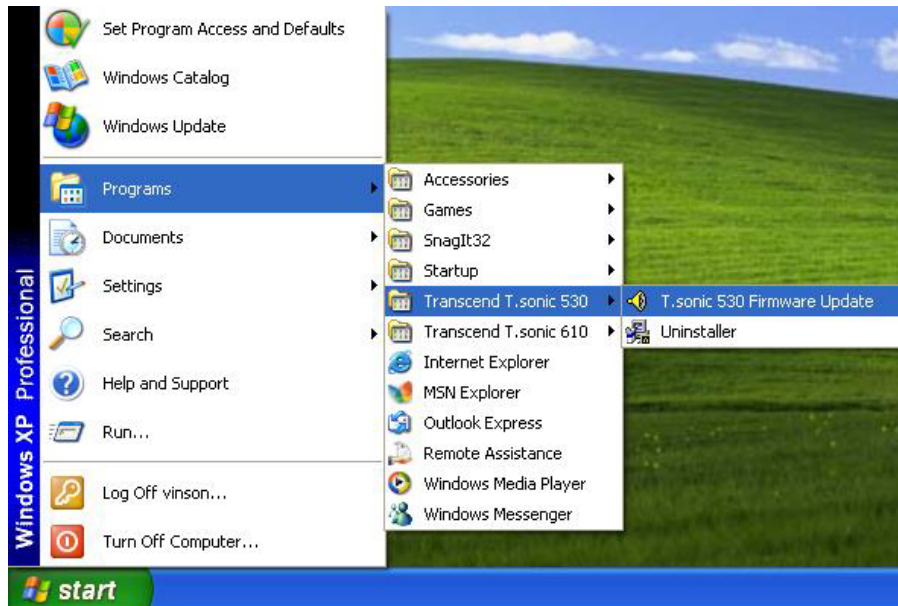 Set Program Access and Defaults
Windows Catalog
Windows Update
Programs
Documents
Settings
Search
Help and Support
Run...
Log Off vinson...
Turn Off Computer...
Windows XP Professional
Accessories
Games
SnagIt32
Startup
Transcend T.sonic 530
Transcend T.sonic 610
Internet Explorer
MSN Explorer
Outlook Express
Remote Assistance
Windows Media Player
Windows Messenger
T.sonic 530 Firmware Update
Uninstaller
start